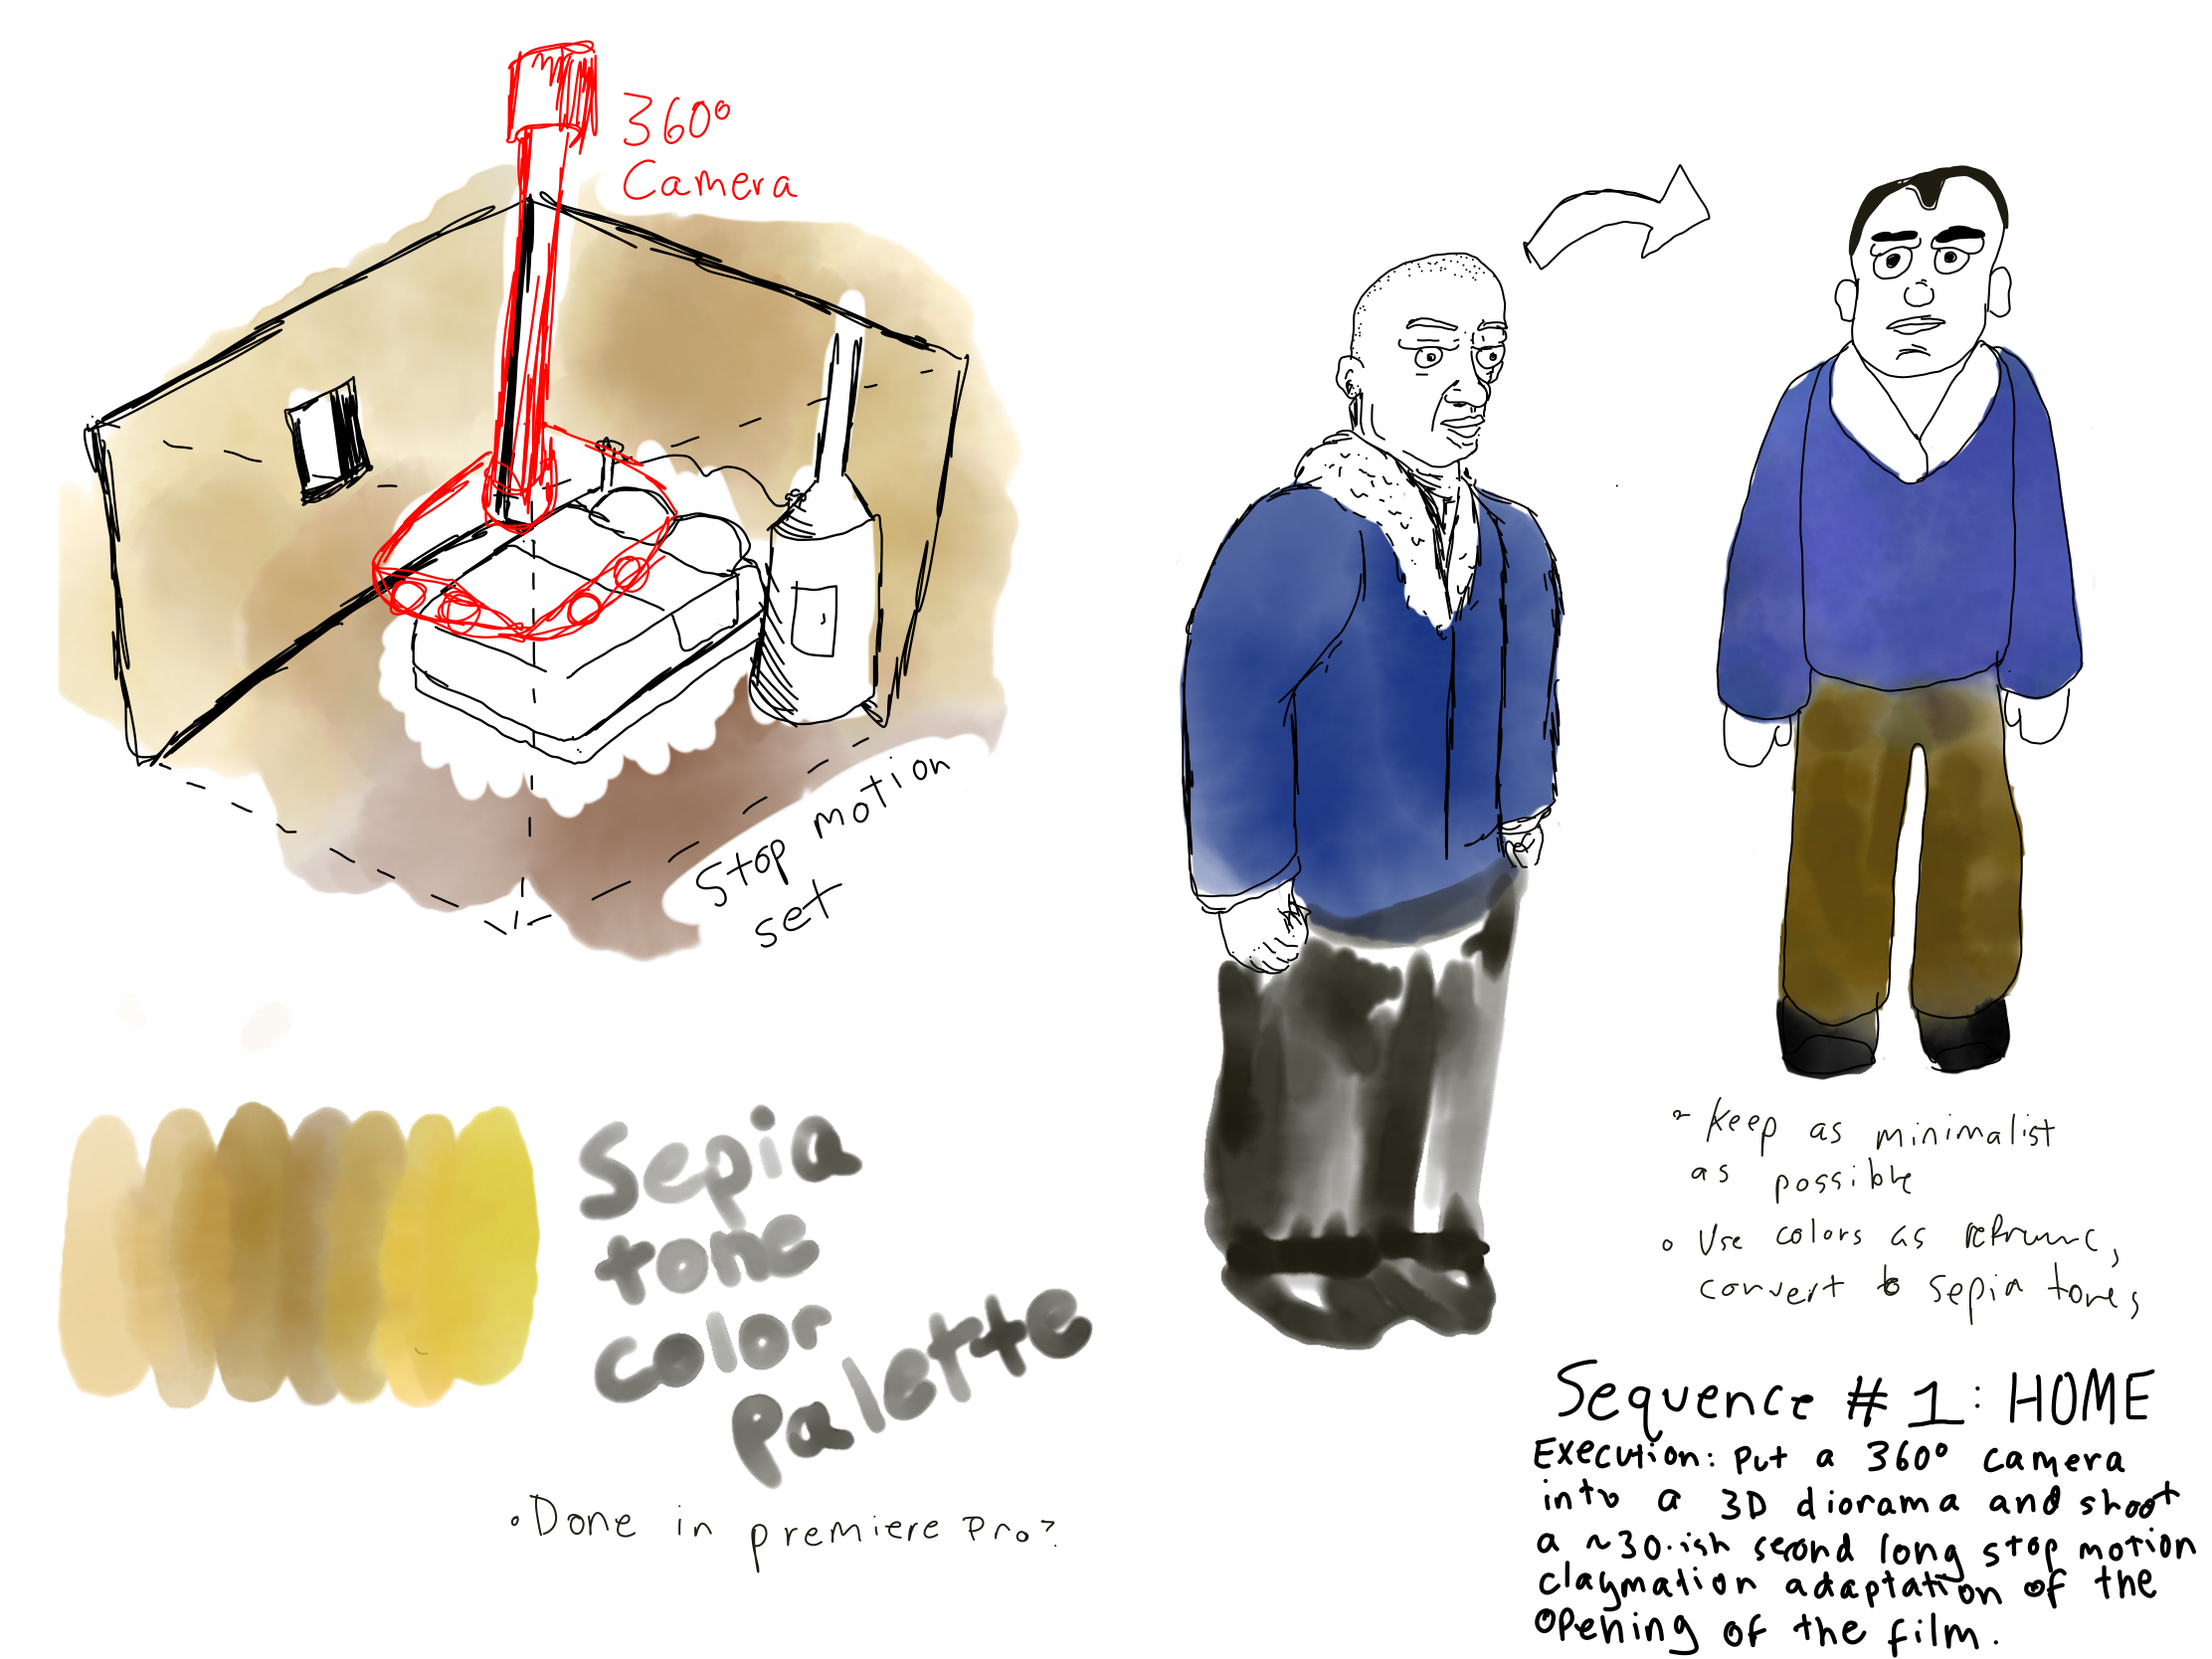 360°
Camera
Stop motion
set
Sepia
tone
color
palette
• Done in premiere Pro?
- Keep as minimalist
as possible
• Use colors as refrunc,
convert to sepia tones
Sequence # 1: HOME
Execution: Put a 360° camera
into a 3D diorama and shoot
a ~30-ish second long stop motion
claymation adaptation of the
opening of the film.